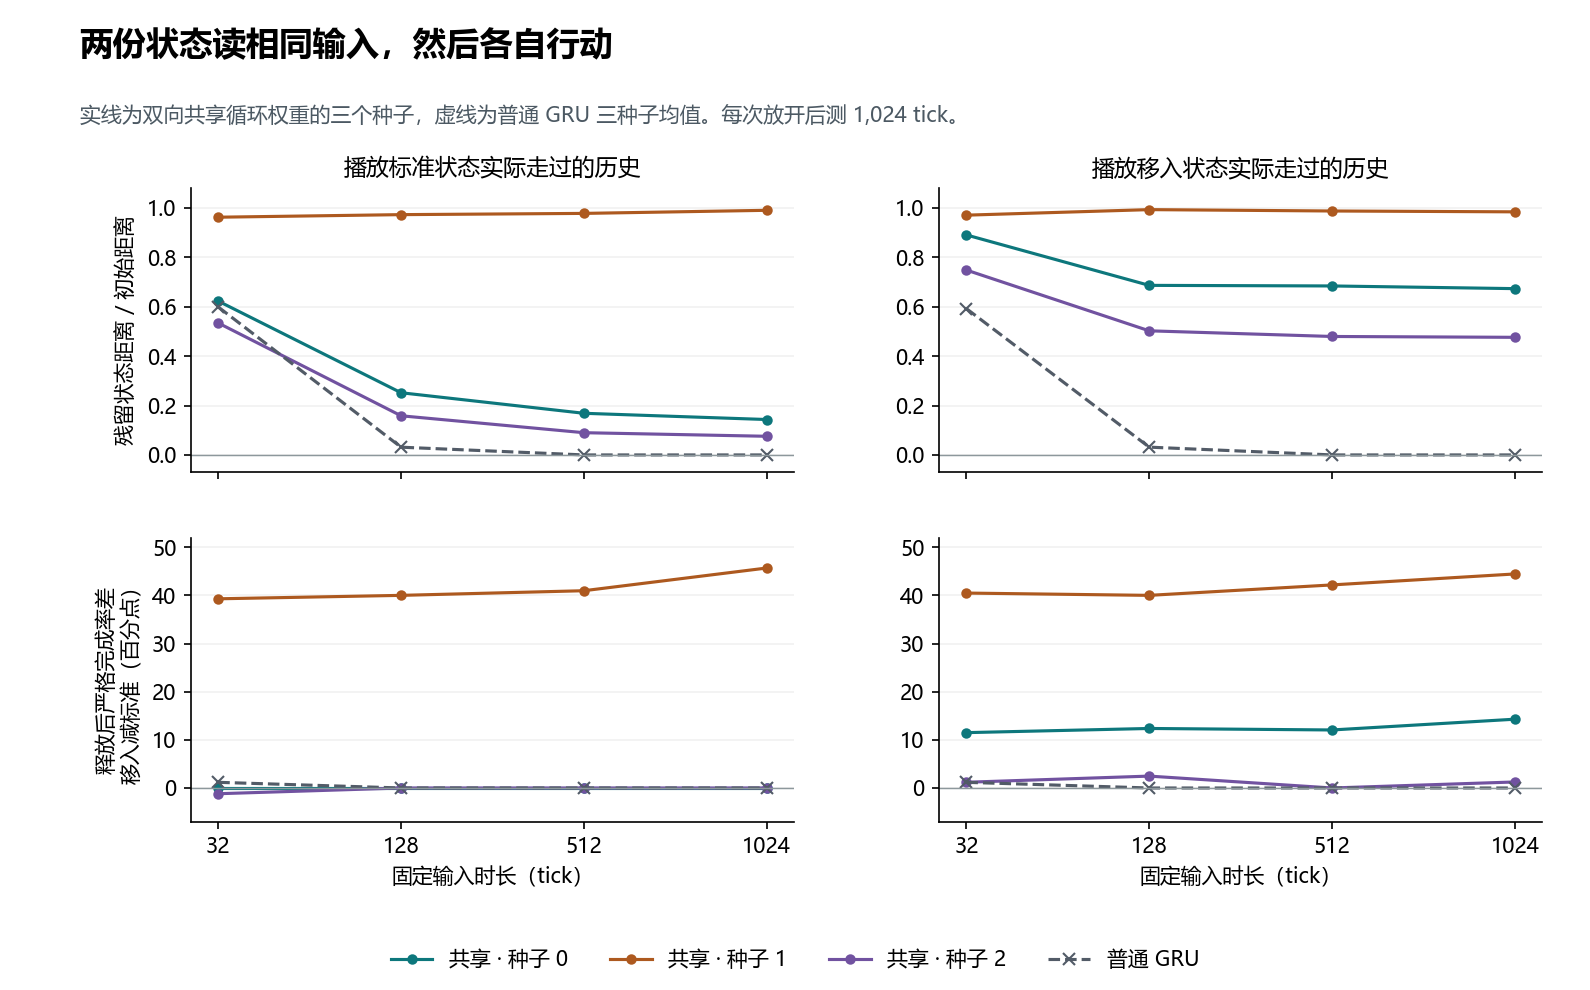 两份状态读相同输入，然后各自行动
实线为双向共享循环权重的三个种子，虚线为普通 GRU 三种子均值。每次放开后测 1,024 tick。
播放标准状态实际走过的历史
残留状态距离 / 初始距离
1.0
0.8
0.6
0.4
0.2
0.0
播放移入状态实际走过的历史
1.0
0.8
0.6
0.4
0.2
0.0
释放后严格完成率差
移入减标准（百分点）
50
40
30
20
10
0
32
128
512
1024
固定输入时长（tick）
50
40
30
20
10
0
32
128
512
1024
固定输入时长（tick）
共享 · 种子 0
共享 · 种子 1
共享 · 种子 2
普通 GRU